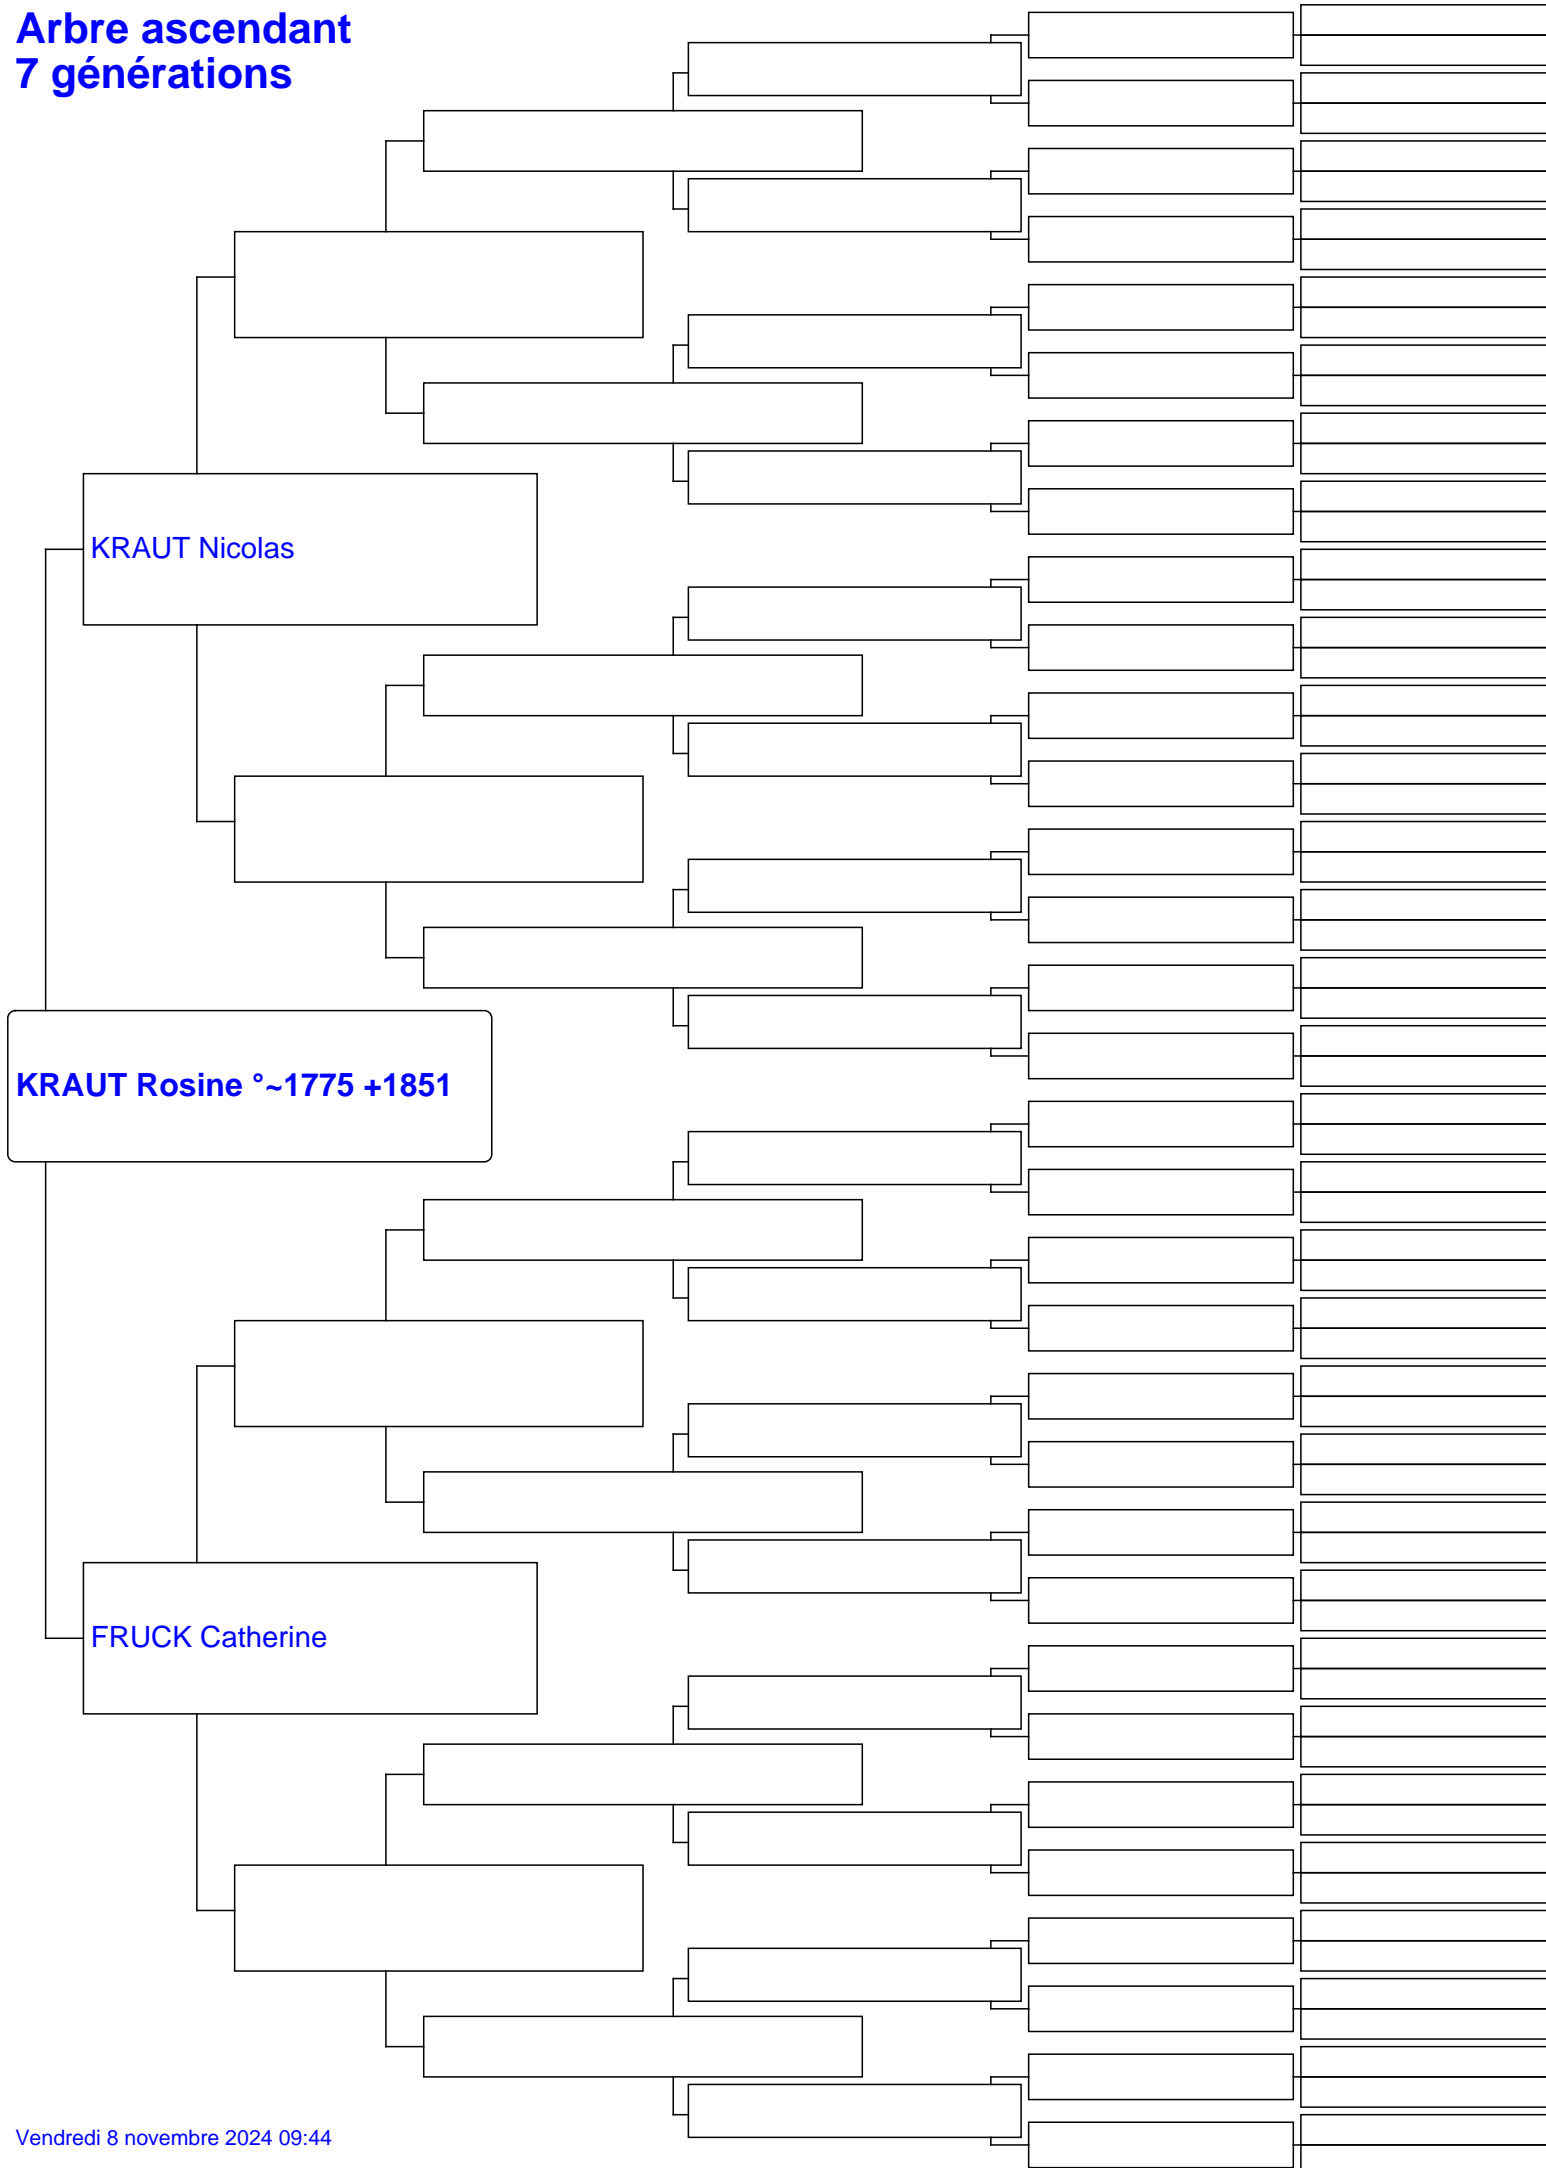 Arbre ascendant
7 générations
KRAUT Nicolas
KRAUT Rosine °~1775 +1851
FRUCK Catherine
Vendredi 8 novembre 2024 09:44